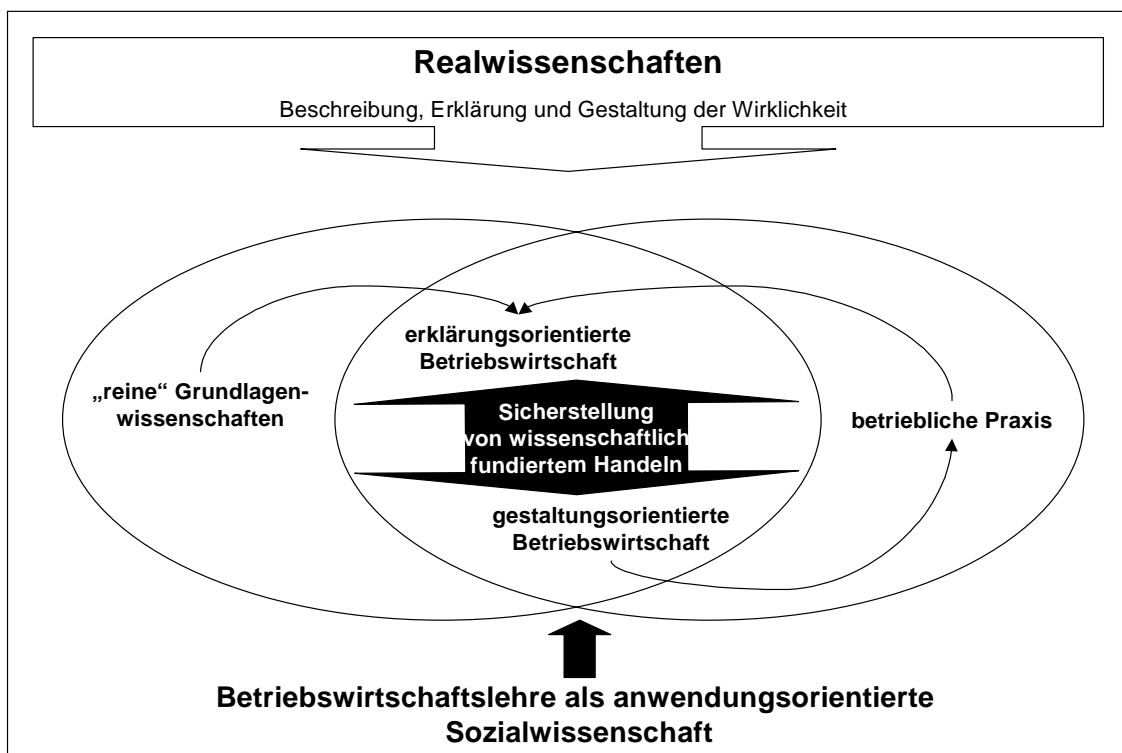 Realwissenschaften
Beschreibung, Erklärung und Gestaltung der Wirklichkeit
erklärungsorientierte
Betriebswirtschaft
„reine“ Grundlagen-
wissenschaften
Sicherstellung
von wissenschaftlich
fundiertem Handeln
betriebliche Praxis
gestaltungsorientierte
Betriebswirtschaft
Betriebswirtschaftslehre als anwendungsorientierte
Sozialwissenschaft